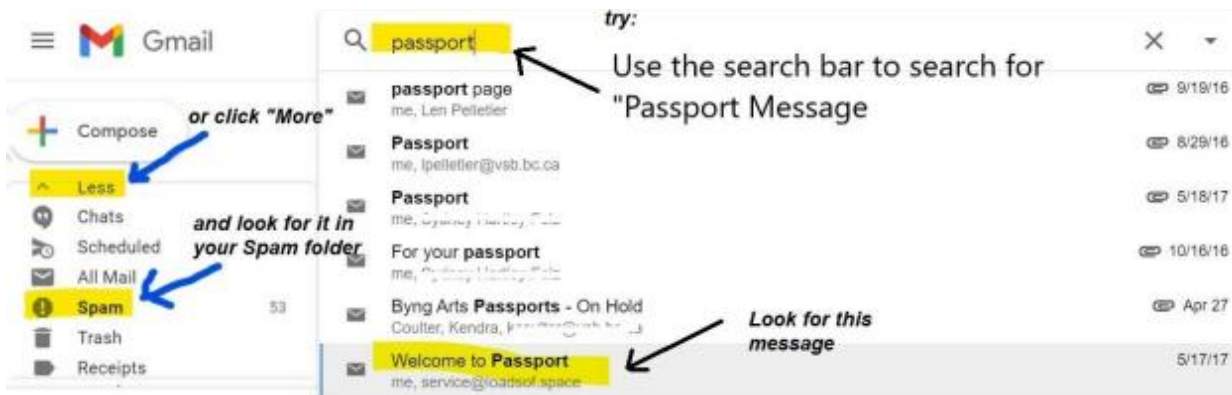 Gmail
passport
try:
Use the search bar to search for
"Passport Message
Compose
or click "More"
Less
Chats
Scheduled
All Mail
Spam
53
Trash
Receipts
and look for it in
your Spam folder
passport page
me, Len Pelletier
9/19/16
Passport
me, lpelletier@vsb.bc.ca
8/29/16
Passport
me,
5/18/17
For your passport
me,
10/16/16
Byng Arts Passports - On Hold
Coulter, Kendra,
Apr 27
Look for this
message
Welcome to Passport
me, service@loadsof.space
5/17/17